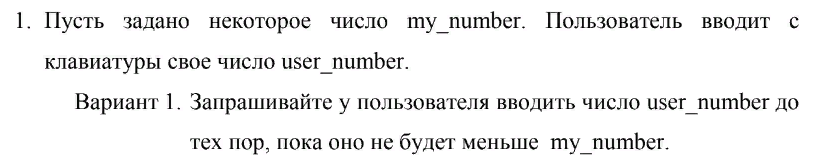 1. Пусть задано некоторое число my_number. Пользователь вводит с
клавиатуры свое число user_number.
Вариант 1. Запрашивайте у пользователя вводить число user_number до
тех пор, пока оно не будет меньше my_number.